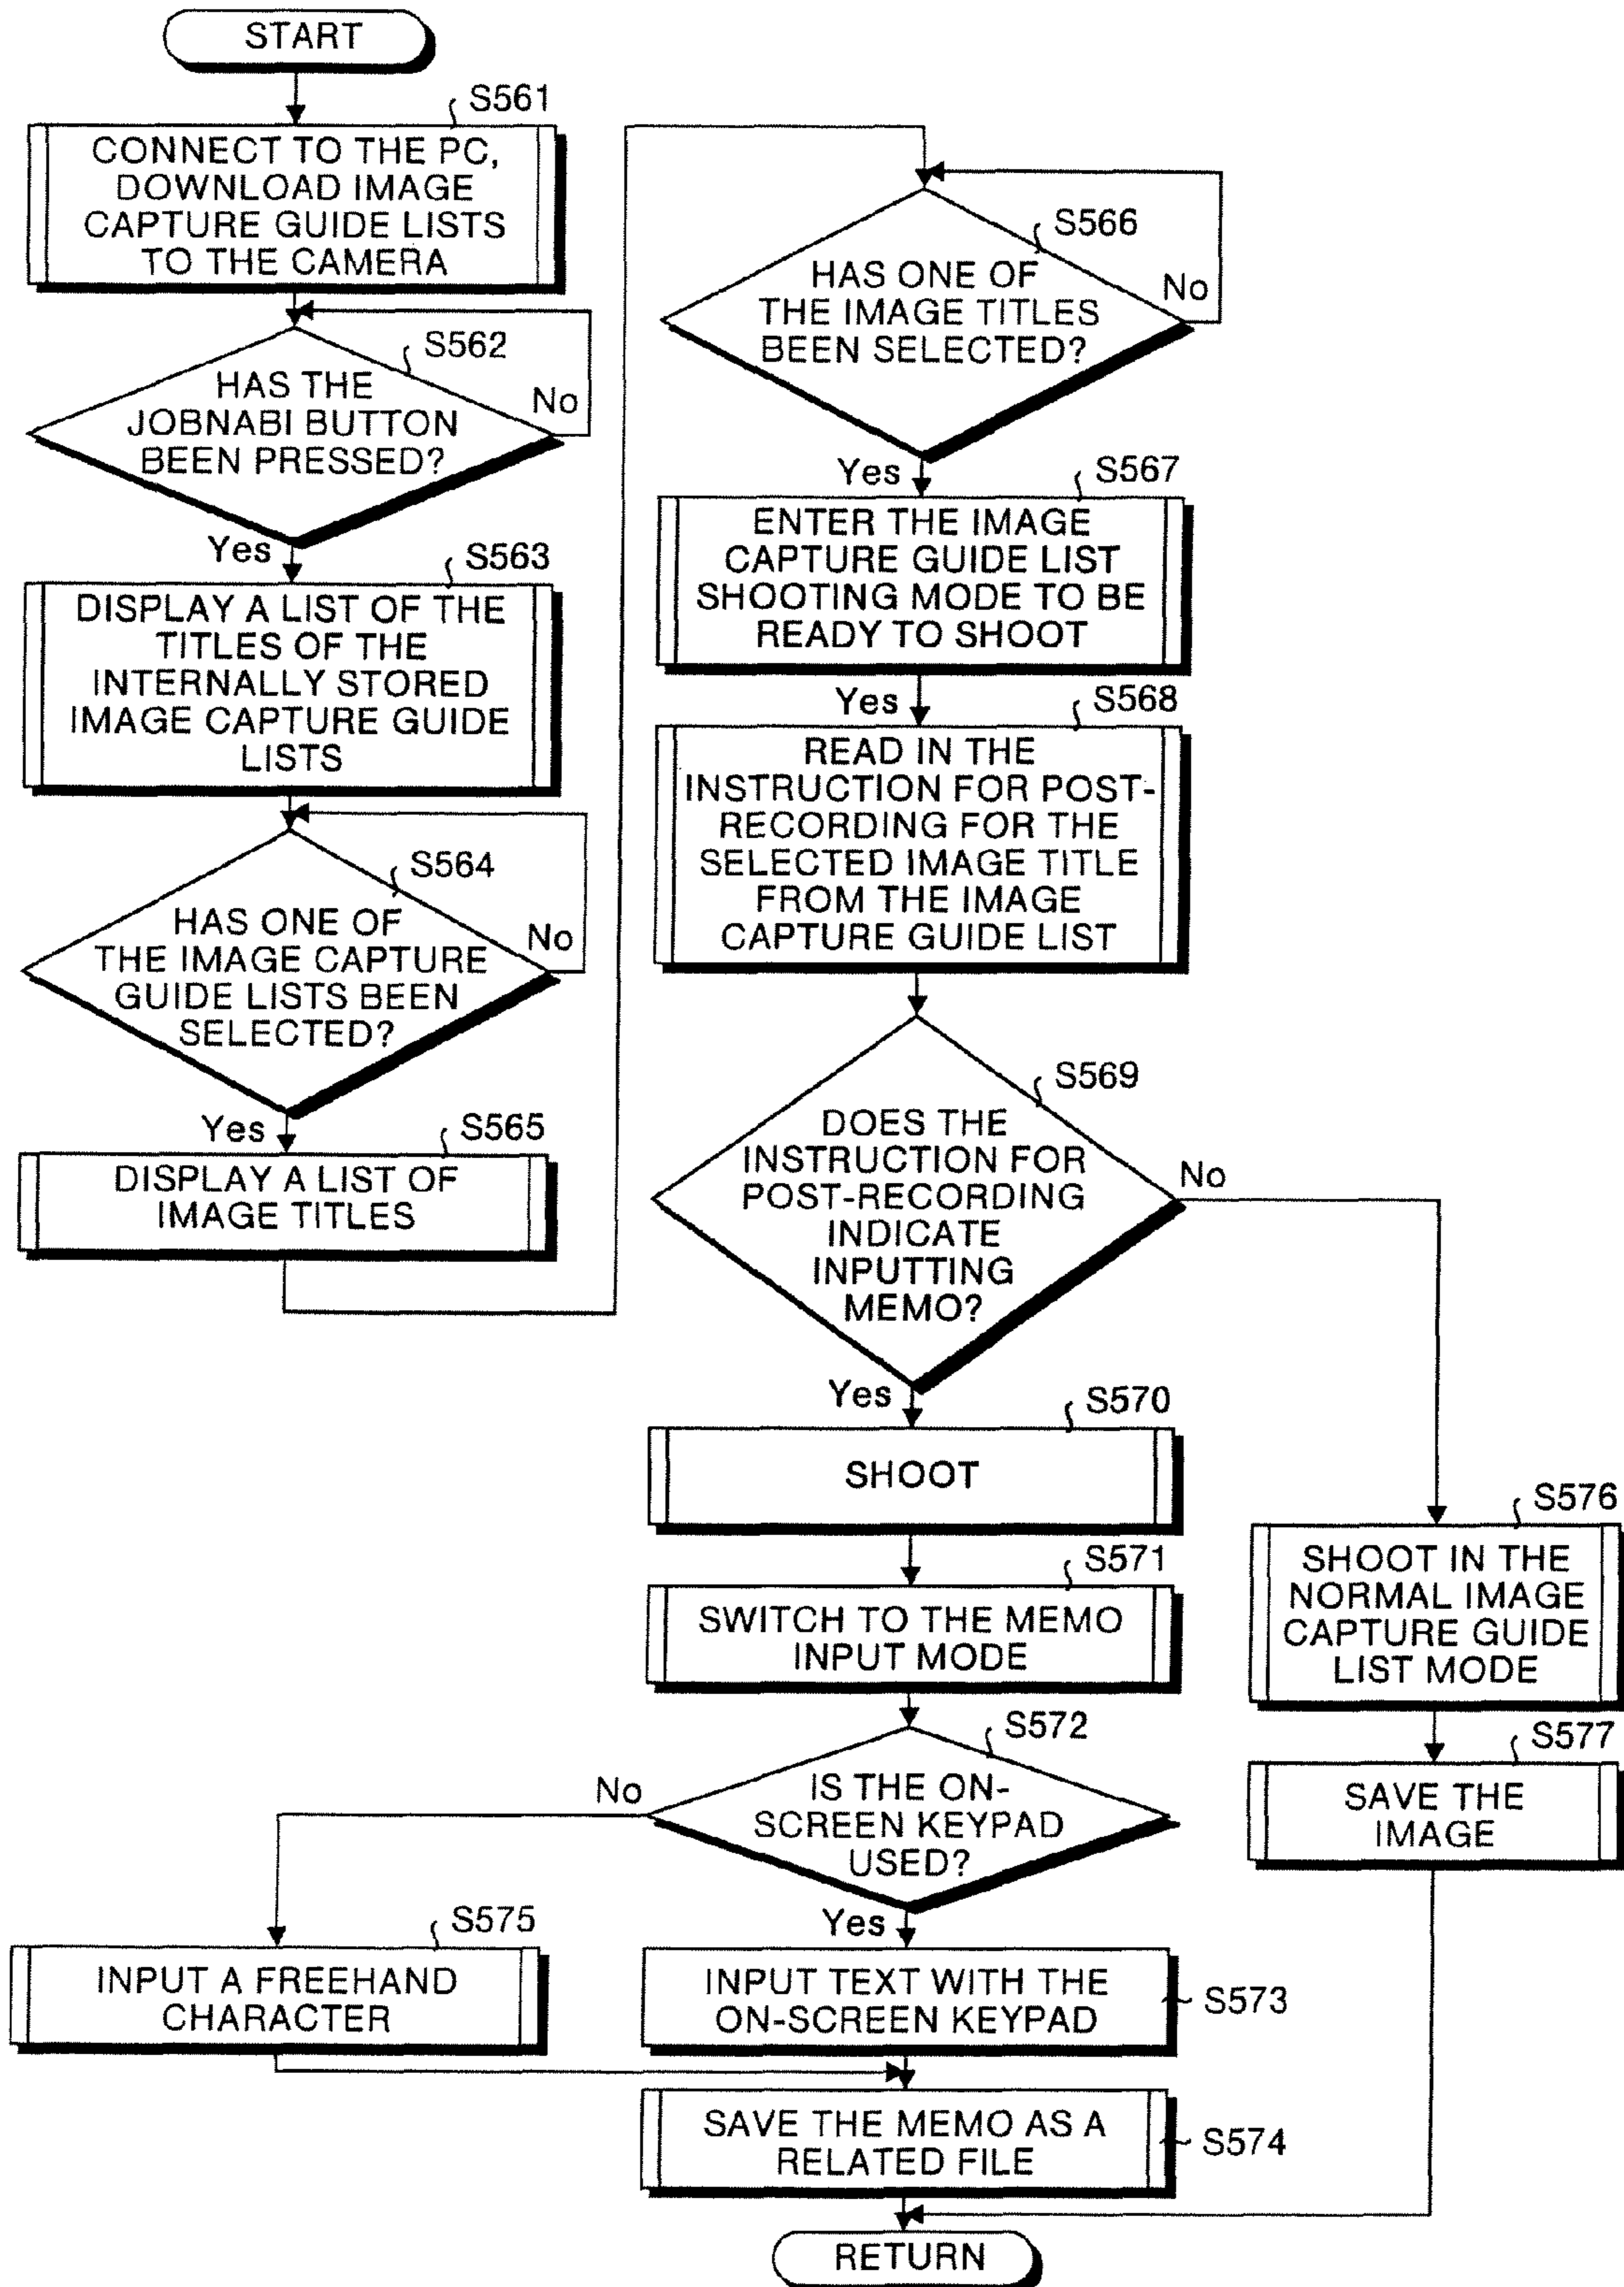 START
S561
CONNECT TO THE PC,
DOWNLOAD IMAGE
CAPTURE GUIDE LISTS
TO THE CAMERA
S562
HAS THE
JOBNABI BUTTON
BEEN PRESSED?
No
Yes
S563
DISPLAY A LIST OF THE
TITLES OF THE
INTERNALLY STORED
IMAGE CAPTURE GUIDE
LISTS
S564
HAS ONE OF
THE IMAGE CAPTURE
GUIDE LISTS BEEN
SELECTED?
No
Yes
S565
DISPLAY A LIST OF
IMAGE TITLES
S566
HAS ONE OF
THE IMAGE TITLES
BEEN SELECTED?
No
Yes
S567
ENTER THE IMAGE
CAPTURE GUIDE LIST
SHOOTING MODE TO BE
READY TO SHOOT
Yes
S568
READ IN THE
INSTRUCTION FOR POST-
RECORDING FOR THE
SELECTED IMAGE TITLE
FROM THE IMAGE
CAPTURE GUIDE LIST
S569
DOES THE
INSTRUCTION FOR
POST-RECORDING
INDICATE
INPUTTING
MEMO?
No
Yes
S570
SHOOT
S571
SWITCH TO THE MEMO
INPUT MODE
S572
IS THE ON-
SCREEN KEYPAD
USED?
No
Yes
S573
INPUT TEXT WITH THE
ON-SCREEN KEYPAD
S575
INPUT A FREEHAND
CHARACTER
S574
SAVE THE MEMO AS A
RELATED FILE
S576
SHOOT IN THE
NORMAL IMAGE
CAPTURE GUIDE
LIST MODE
S577
SAVE THE
IMAGE
RETURN